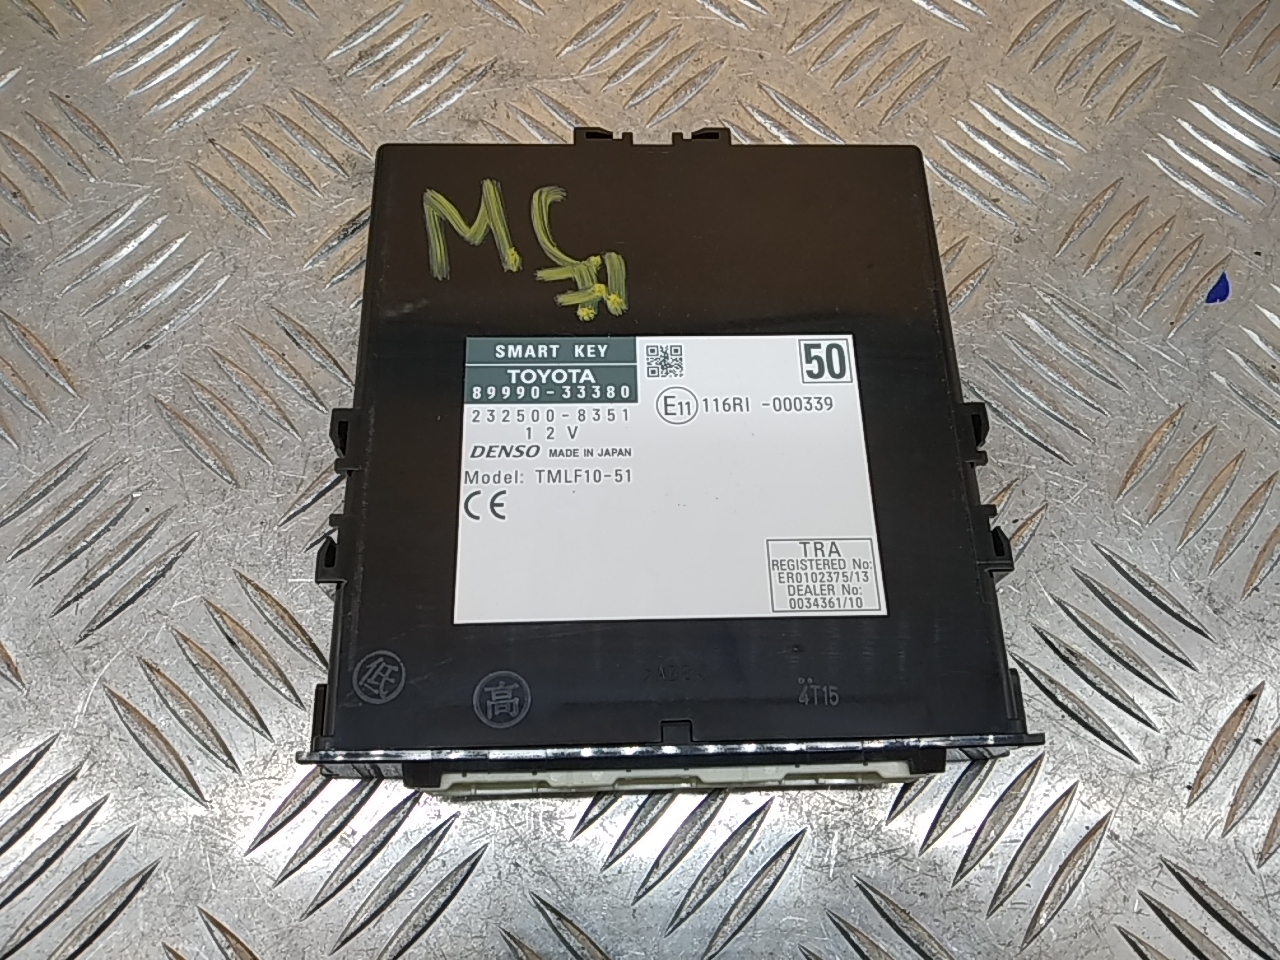 MC
SMART KEY
TOYOTA
89990-33380
232500-8351
12V
DENSO MADE IN JAPAN
Model: TMLF10-51
CE
50
E11 116RI -000339
TRA
REGISTERED No:
ER0102375/13
DEALER No:
0034361/10
低
高
4T15